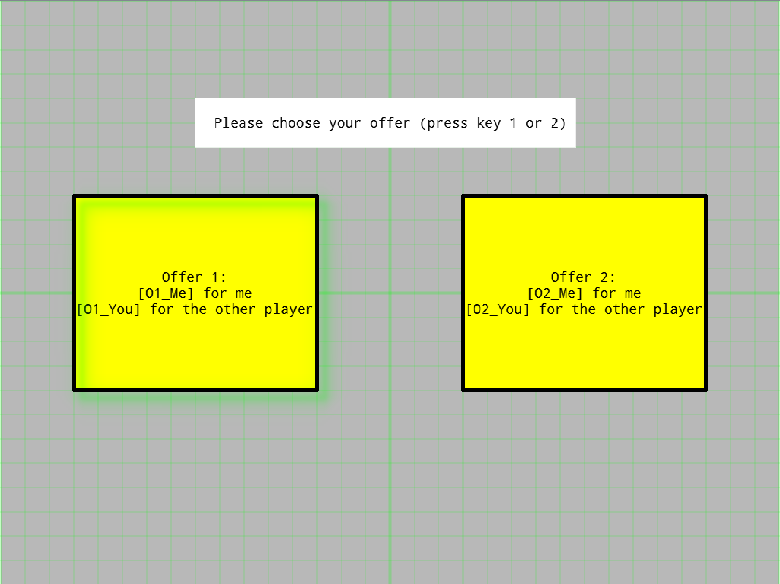 Please choose your offer (press key 1 or 2)
Offer 1:
[O1_Me] for me
[O1_You] for the other player
Offer 2:
[O2_Me] for me
[O2_You] for the other player